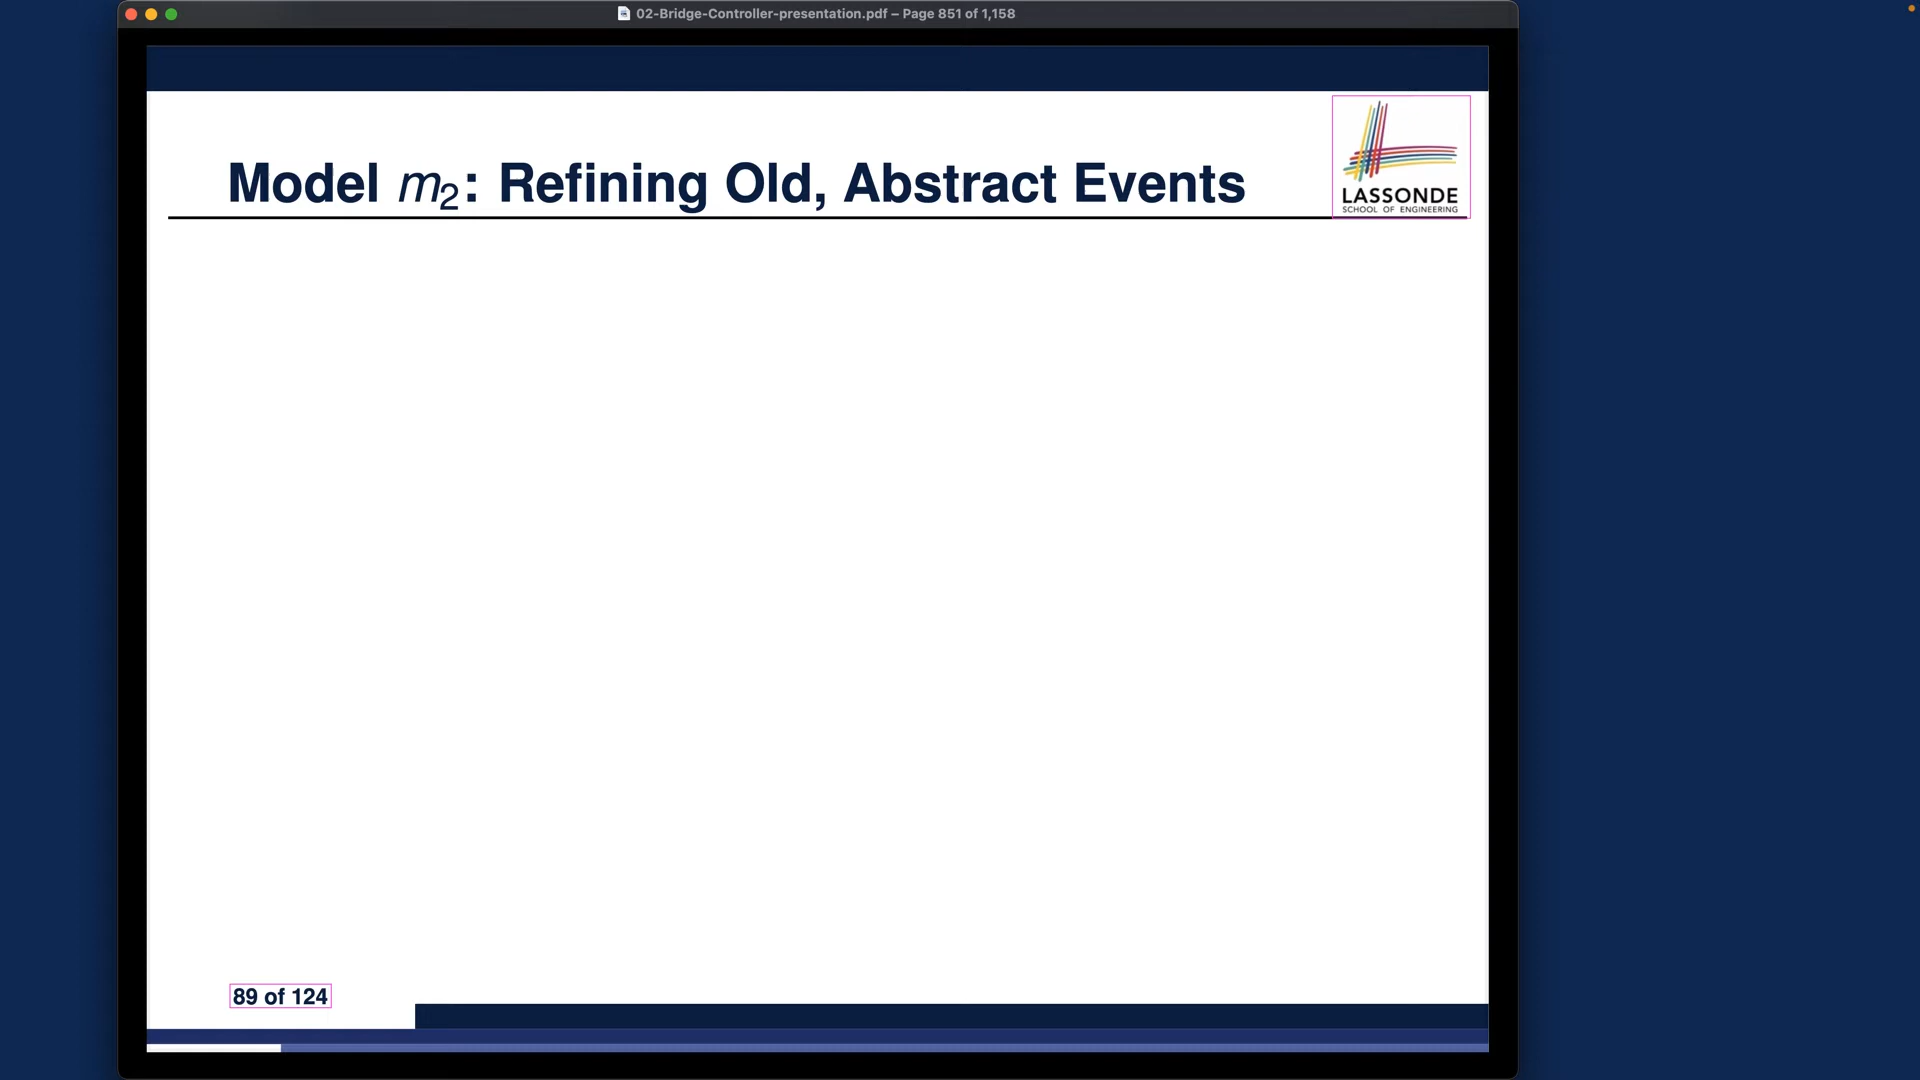 02-Bridge-Controller-presentation.pdf – Page 851 of 1,158
Model m₂: Refining Old, Abstract Events
LASSONDE
SCHOOL OF ENGINEERING
89 of 124